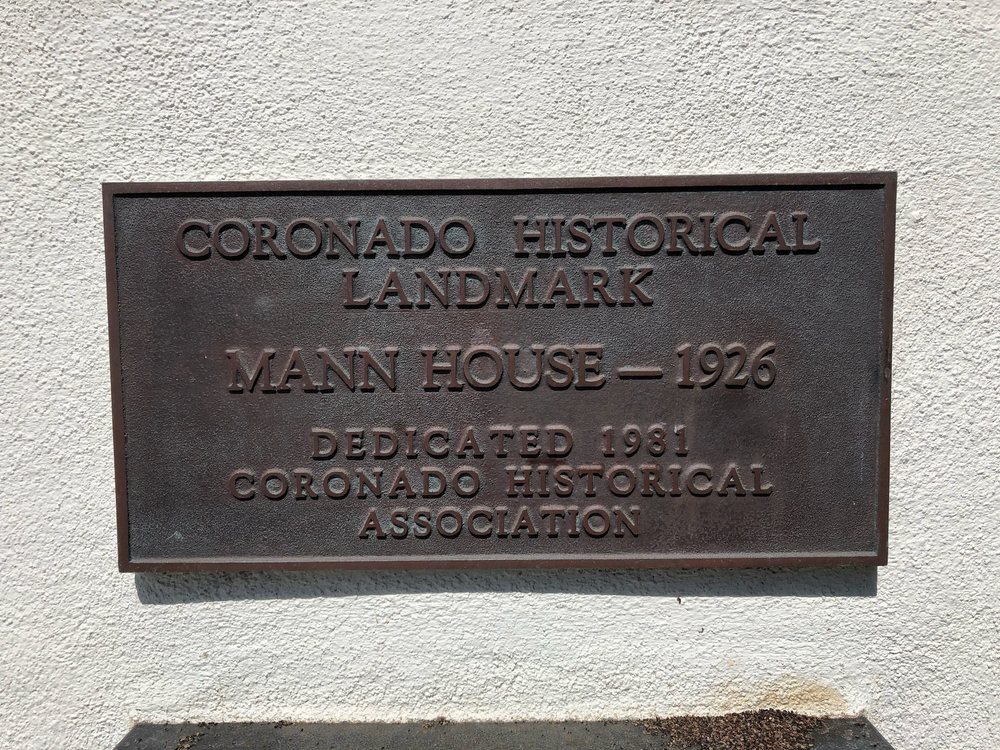 CORONADO HISTORICAL
LANDMARK
MANN HOUSE — 1926
DEDICATED 1981
CORONADO HISTORICAL
ASSOCIATION